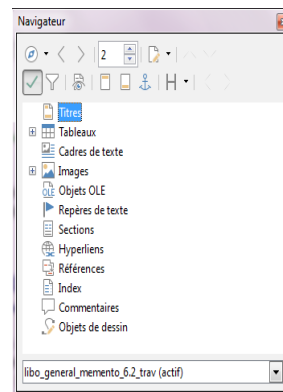 Navigateur
2
Titres
Tableaux
Cadres de texte
Images
OLE Objets OLE
Repères de texte
Sections
Hyperliens
Références
Index
Commentaires
Objets de dessin
libo_general_memento_6.2_trav (actif)